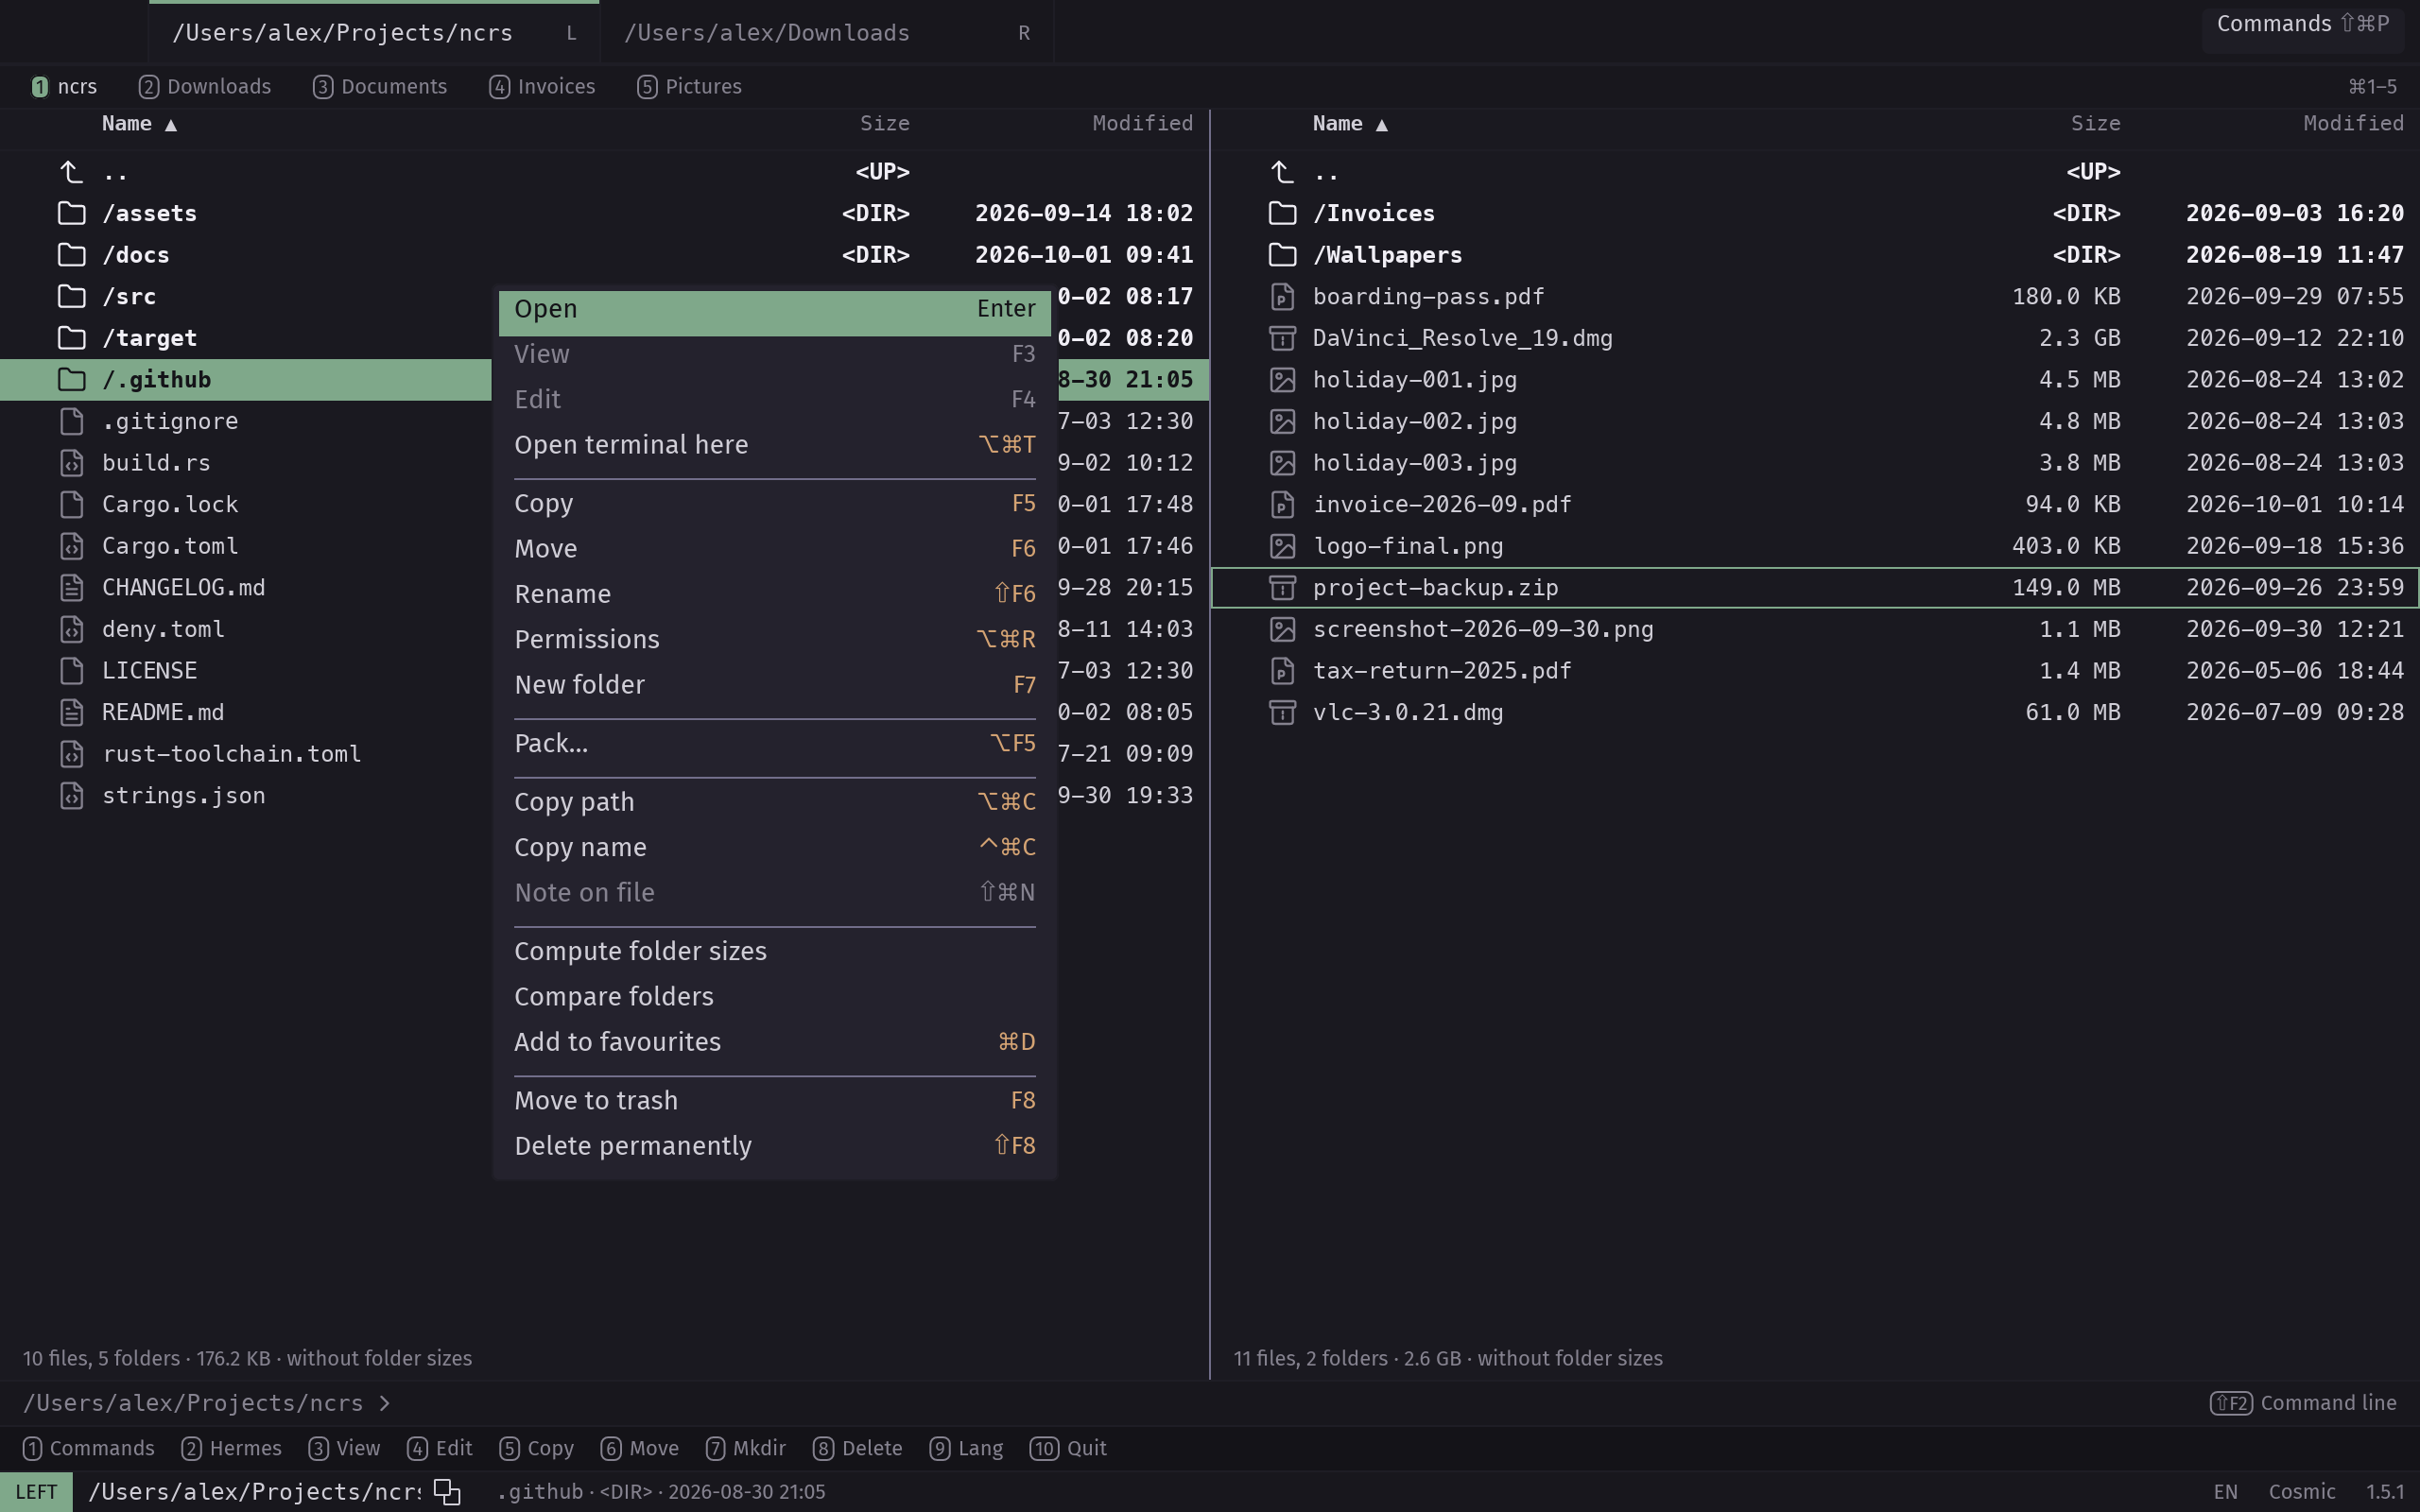 /Users/alex/Projects/ncrs L /Users/alex/Downloads R Commands ⇧⌘P
1 ncrs 2 Downloads 3 Documents 4 Invoices 5 Pictures ⌘1–5
Name ▲ Size Modified
.. <UP>
/assets <DIR> 2026-09-14 18:02
/docs <DIR> 2026-10-01 09:41
/src 0-02 08:17
/target 0-02 08:20
/.github 8-30 21:05
.gitignore 7-03 12:30
build.rs 9-02 10:12
Cargo.lock 0-01 17:48
Cargo.toml 0-01 17:46
CHANGELOG.md 9-28 20:15
deny.toml 8-11 14:03
LICENSE 7-03 12:30
README.md 0-02 08:05
rust-toolchain.toml 7-21 09:09
strings.json 9-30 19:33
Open Enter
View F3
Edit F4
Open terminal here ⌥⌘T
Copy F5
Move F6
Rename ⇧F6
Permissions ⌥⌘R
New folder F7
Pack... ⌥F5
Copy path ⌥⌘C
Copy name ^⌘C
Note on file ⇧⌘N
Compute folder sizes
Compare folders
Add to favourites ⌘D
Move to trash F8
Delete permanently ⇧F8
10 files, 5 folders · 176.2 KB · without folder sizes
Name ▲ Size Modified
.. <UP>
/Invoices <DIR> 2026-09-03 16:20
/Wallpapers <DIR> 2026-08-19 11:47
boarding-pass.pdf 180.0 KB 2026-09-29 07:55
DaVinci_Resolve_19.dmg 2.3 GB 2026-09-12 22:10
holiday-001.jpg 4.5 MB 2026-08-24 13:02
holiday-002.jpg 4.8 MB 2026-08-24 13:03
holiday-003.jpg 3.8 MB 2026-08-24 13:03
invoice-2026-09.pdf 94.0 KB 2026-10-01 10:14
logo-final.png 403.0 KB 2026-09-18 15:36
project-backup.zip 149.0 MB 2026-09-26 23:59
screenshot-2026-09-30.png 1.1 MB 2026-09-30 12:21
tax-return-2025.pdf 1.4 MB 2026-05-06 18:44
vlc-3.0.21.dmg 61.0 MB 2026-07-09 09:28
11 files, 2 folders · 2.6 GB · without folder sizes
/Users/alex/Projects/ncrs > ⇧F2 Command line
1 Commands 2 Hermes 3 View 4 Edit 5 Copy 6 Move 7 Mkdir 8 Delete 9 Lang 10 Quit
LEFT /Users/alex/Projects/ncrs .github · <DIR> · 2026-08-30 21:05 EN Cosmic 1.5.1